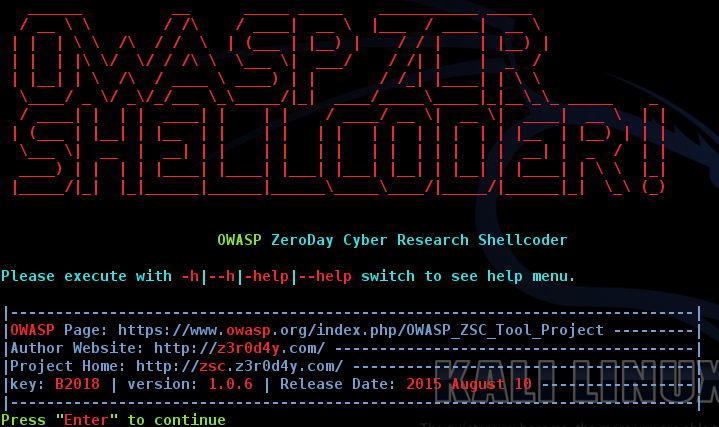 OWASP ZCR
SHELLCODER!
OWASP ZeroDay Cyber Research Shellcoder
Please execute with -h|--h|-help|--help switch to see help menu.
|------------------------------------------------------------------------------|
|OWASP Page: https://www.owasp.org/index.php/OWASP_ZSC_Tool_Project ---------|
|Author Website: http://z3r0d4y.com/ -----------------------------------------|
|Project Home: http://zsc.z3r0d4y.com/ ---------------------------------------|
|key: B2018 | version: 1.0.6 | Release Date: 2015 August 10 ------------------|
|------------------------------------------------------------------------------|
Press "Enter" to continue
KALI LINUX